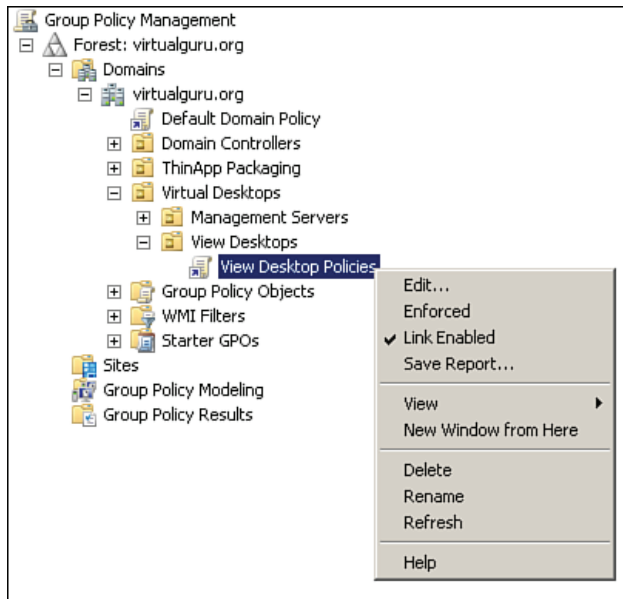 Group Policy Management
Forest: virtualguru.org
Domains
virtualguru.org
Default Domain Policy
Domain Controllers
ThinApp Packaging
Virtual Desktops
Management Servers
View Desktops
View Desktop Policies
Group Policy Objects
WMI Filters
Starter GPOs
Sites
Group Policy Modeling
Group Policy Results
Edit...
Enforced
Link Enabled
Save Report...
View
New Window from Here
Delete
Rename
Refresh
Help